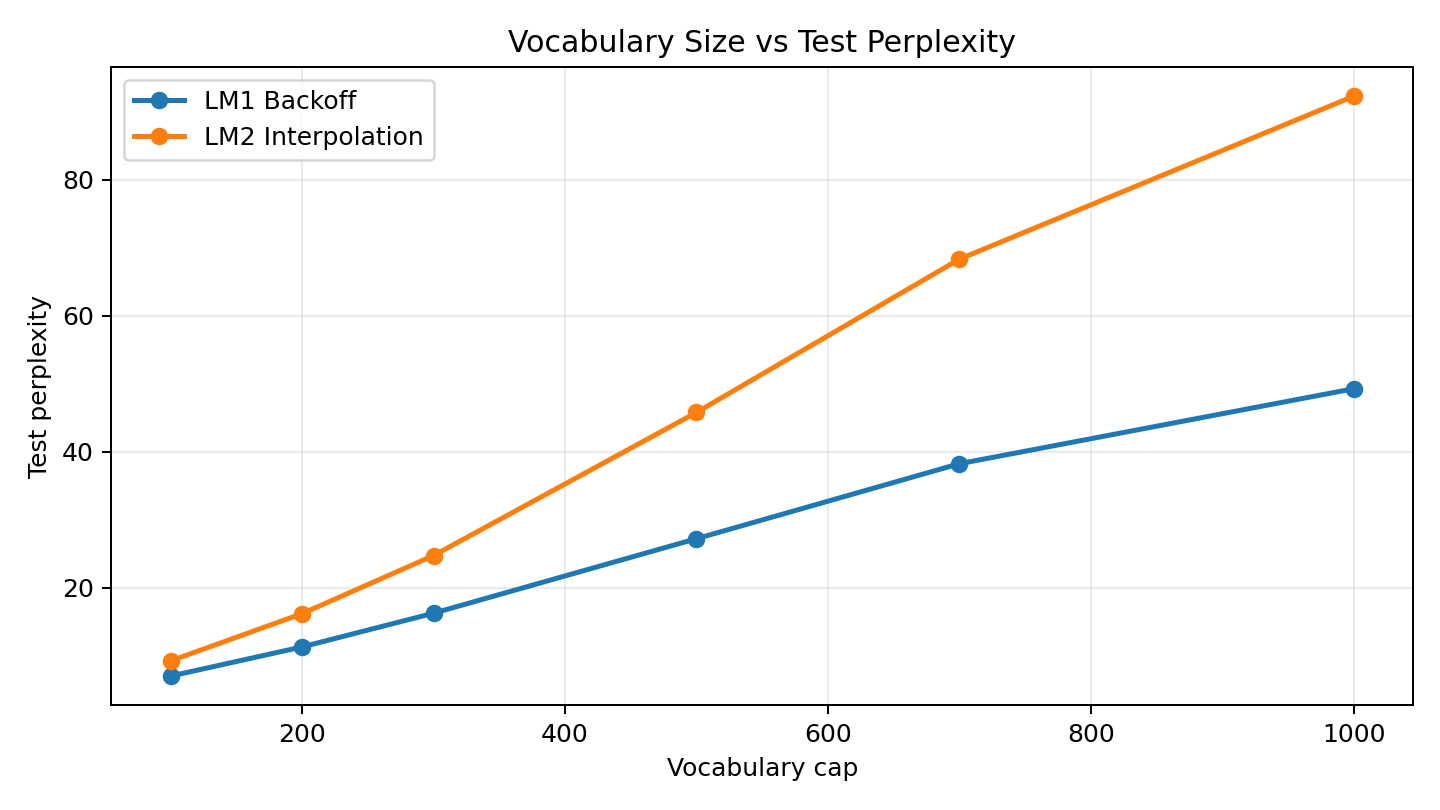 Vocabulary Size vs Test Perplexity
LM1 Backoff
LM2 Interpolation
Test perplexity
80
60
40
20
200 400 600 800 1000
Vocabulary cap